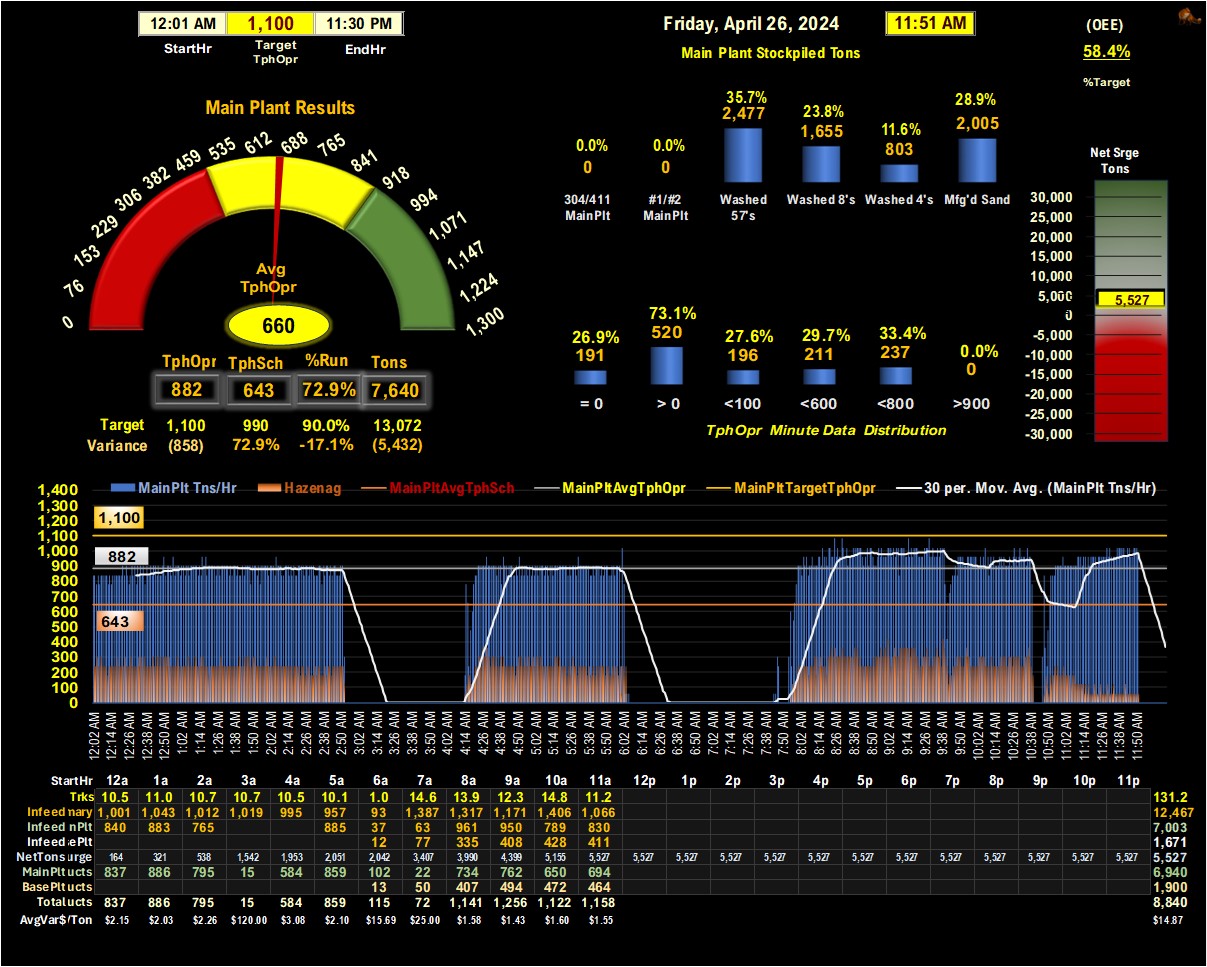 12:01 AM 1,100 11:30 PM
StartHr Target TphOpr EndHr
Friday, April 26, 2024 11:51 AM
Main Plant Stockpiled Tons
(OEE)
58.4%
%Target
Main Plant Results
0 76 153 229 306 382 459 535 612 688 765 841 918 994 1,071 1,147 1,224 1,300
Avg
TphOpr
660
TphOpr TphSch %Run Tons
882 643 72.9% 7,640
Target 1,100 990 90.0% 13,072
Variance (858) 72.9% -17.1% (5,432)
0.0% 0.0% 35.7% 23.8% 11.6% 28.9%
0 0 2,477 1,655 803 2,005
304/411 MainPlt #1/#2 MainPlt Washed 57's Washed 8's Washed 4's Mfg'd Sand
26.9% 73.1% 27.6% 29.7% 33.4% 0.0%
191 520 196 211 237 0
= 0 > 0 <100 <600 <800 >900
TphOpr Minute Data Distribution
Net Srge
Tons
30,000
25,000
20,000
15,000
10,000
5,000
5,527
0
-5,000
-10,000
-15,000
-20,000
-25,000
-30,000
MainPlt Tns/Hr Hazenag MainPltAvgTphSch MainPltAvgTphOpr MainPltTargetTphOpr 30 per. Mov. Avg. (MainPlt Tns/Hr)
1,400
1,300
1,200
1,100
1,000
900
800
700
600
500
400
300
200
100
0
1,100
882
643
12:02 AM 12:14 AM 12:26 AM 12:38 AM 12:50 AM 1:02 AM 1:14 AM 1:26 AM 1:38 AM 1:50 AM 2:02 AM 2:14 AM 2:26 AM 2:38 AM 2:50 AM 3:02 AM 3:14 AM 3:26 AM 3:38 AM 3:50 AM 4:02 AM 4:14 AM 4:26 AM 4:38 AM 4:50 AM 5:02 AM 5:14 AM 5:26 AM 5:38 AM 5:50 AM 6:02 AM 6:14 AM 6:26 AM 6:38 AM 6:50 AM 7:02 AM 7:14 AM 7:26 AM 7:38 AM 7:50 AM 8:02 AM 8:14 AM 8:26 AM 8:38 AM 8:50 AM 9:02 AM 9:14 AM 9:26 AM 9:38 AM 9:50 AM 10:02 AM 10:14 AM 10:26 AM 10:38 AM 10:50 AM 11:02 AM 11:14 AM 11:26 AM 11:38 AM 11:50 AM
StartHr 12a 1a 2a 3a 4a 5a 6a 7a 8a 9a 10a 11a 12p 1p 2p 3p 4p 5p 6p 7p 8p 9p 10p 11p
Trks 10.5 11.0 10.7 10.7 10.5 10.1 1.0 14.6 13.9 12.3 14.8 11.2 131.2
Infeed mary 1,001 1,043 1,012 1,019 995 957 93 1,387 1,317 1,171 1,406 1,066 12,467
Infeed nPlt 840 883 765 885 37 63 961 950 789 830 7,003
Infeed ePlt 12 77 335 408 428 411 1,671
NetTons urge 164 321 538 1,542 1,953 2,051 2,042 3,407 3,990 4,399 5,155 5,527 5,527 5,527 5,527 5,527 5,527 5,527 5,527 5,527 5,527 5,527 5,527 5,527 5,527
MainPlt ucts 837 886 795 15 584 859 102 22 734 762 650 694 6,940
BasePlt ucts 13 50 407 494 472 464 1,900
Total ucts 837 886 795 15 584 859 115 72 1,141 1,256 1,122 1,158 8,840
AvgVar$/Ton $2.15 $2.03 $2.26 $120.00 $3.08 $2.10 $15.69 $25.00 $1.58 $1.43 $1.60 $1.55 $14.87